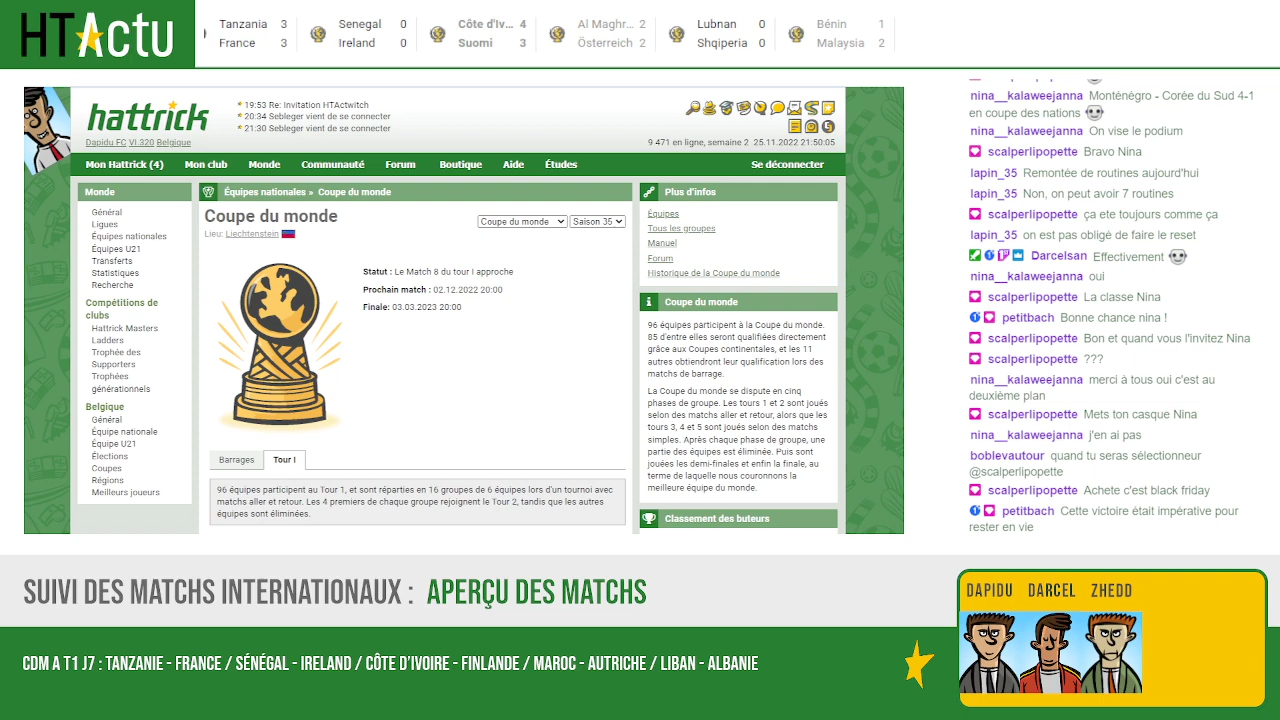 HTActu
Tanzania 3
France 3
Senegal 0
Ireland 0
Côte d'Iv... 4
Suomi 3
Al Maghr... 2
Österreich 2
Lubnan 0
Shqiperia 0
Bénin 1
Malaysia 2
hattrick
Dapidu FC VI.320 Belgique
19:53 Re: Invitation HTActwitch
20:34 Sebleger vient de se connecter
21:30 Sebleger vient de se connecter
9 471 en ligne, semaine 2 25.11.2022 21:50:05
Mon Hattrick (4) Mon club Monde Communauté Forum Boutique Aide Études Se déconnecter
Monde
Général
Ligues
Équipes nationales
Équipes U21
Transferts
Statistiques
Recherche
Compétitions de
clubs
Hattrick Masters
Ladders
Trophée des
Supporters
Trophées
générationnels
Belgique
Général
Équipe nationale
Équipe U21
Élections
Coupes
Régions
Meilleurs joueurs
Équipes nationales » Coupe du monde
Coupe du monde
Lieu: Liechtenstein
Coupe du monde Saison 35
Statut : Le Match 8 du tour I approche
Prochain match : 02.12.2022 20:00
Finale: 03.03.2023 20:00
Barrages Tour I
96 équipes participent au Tour 1, et sont réparties en 16 groupes de 6 équipes lors d'un tournoi avec
matchs aller et retour. Les 4 premiers de chaque groupe rejoignent le Tour 2, tandis que les autres
équipes sont éliminées.
Plus d'infos
Équipes
Tous les groupes
Manuel
Forum
Historique de la Coupe du monde
Coupe du monde
96 équipes participent à la Coupe du monde.
85 d'entre elles seront qualifiées directement
grâce aux Coupes continentales, et les 11
autres obtiendront leur qualification lors des
matchs de barrage.
La Coupe du monde se dispute en cinq
phases de groupe. Les tours 1 et 2 sont joués
selon des matchs aller et retour, alors que les
tours 3, 4 et 5 sont joués selon des matchs
simples. Après chaque phase de groupe, une
partie des équipes est éliminée. Puis sont
jouées les demi-finales et enfin la finale, au
terme de laquelle nous couronnons la
meilleure équipe du monde.
Classement des buteurs
nina__kalaweejanna Monténégro - Corée du Sud 4-1
en coupe des nations
nina__kalaweejanna On vise le podium
scalperlipopette Bravo Nina
lapin_35 Remontée de routines aujourd'hui
lapin_35 Non, on peut avoir 7 routines
scalperlipopette ça ete toujours comme ça
lapin_35 on est pas obligé de faire le reset
Darcelsan Effectivement
nina__kalaweejanna oui
scalperlipopette La classe Nina
petitbach Bonne chance nina !
scalperlipopette Bon et quand vous l'invitez Nina
scalperlipopette ???
nina__kalaweejanna merci à tous oui c'est au
deuxième plan
scalperlipopette Mets ton casque Nina
nina__kalaweejanna j'en ai pas
boblevautour quand tu seras sélectionneur
@scalperlipopette
scalperlipopette Achete c'est black friday
petitbach Cette victoire était impérative pour
rester en vie
SUIVI DES MATCHS INTERNATIONAUX : APERÇU DES MATCHS
CDM A T1 J7 : TANZANIE - FRANCE / SÉNÉGAL - IRELAND / CÔTE D'IVOIRE - FINLANDE / MAROC - AUTRICHE / LIBAN - ALBANIE
DAPIDU DARCEL ZHEDD